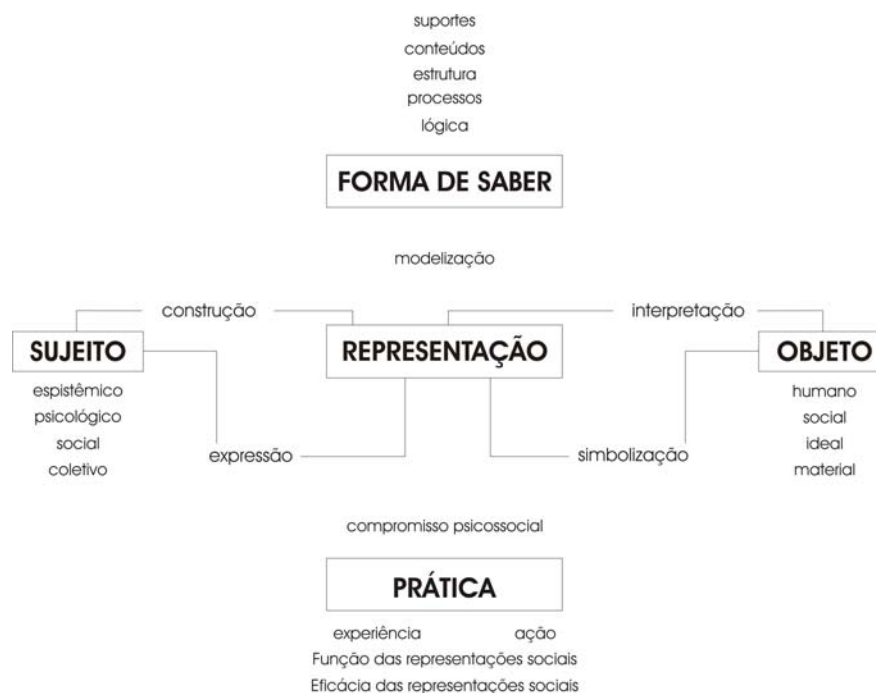 suportes
conteúdos
estrutura
processos
lógica
FORMA DE SABER
modelização
construção
interpretação
SUJEITO
REPRESENTAÇÃO
OBJETO
espistêmico
psicológico
social
coletivo
humano
social
ideal
material
expressão
simbolização
compromisso psicossocial
PRÁTICA
experiência ação
Função das representações sociais
Eficácia das representações sociais